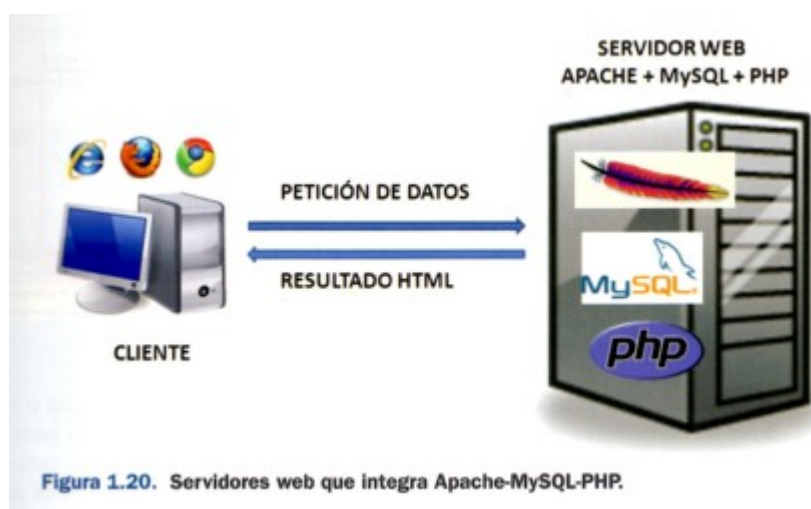 SERVIDOR WEB
APACHE + MySQL + PHP
PETICIÓN DE DATOS
RESULTADO HTML
MySQL
CLIENTE
php
Figura 1.20. Servidores web que integra Apache-MySQL-PHP.